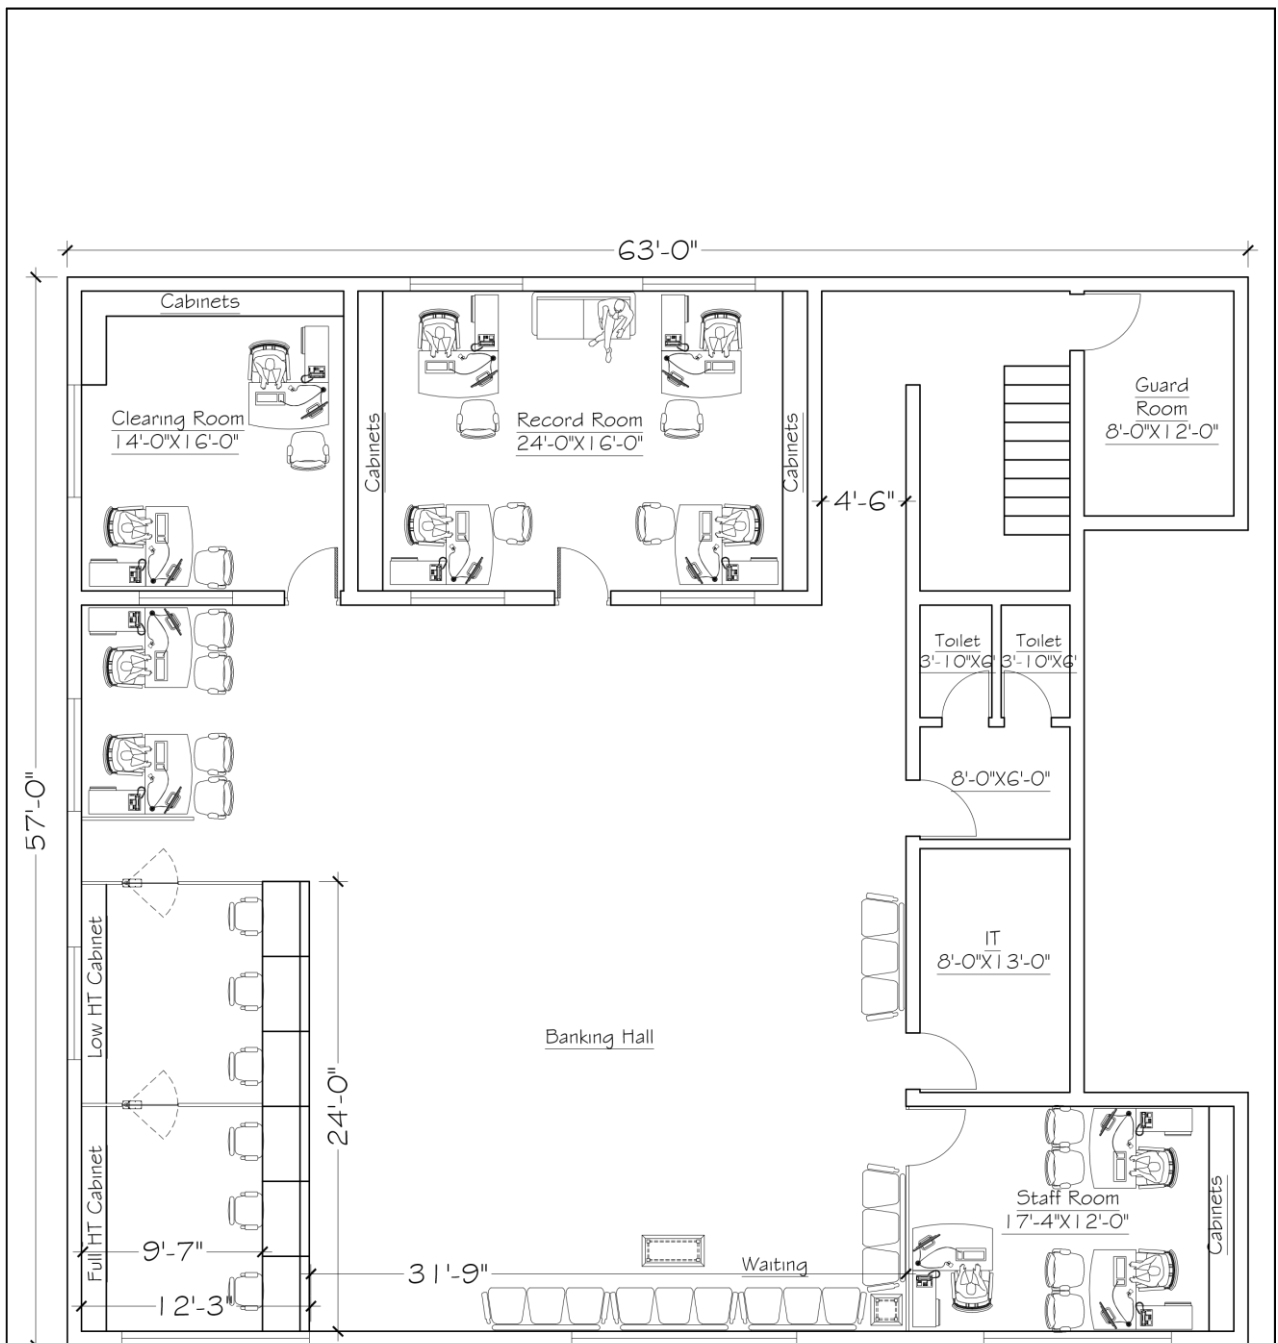 63'-0"
Cabinets
Clearing Room
14'-0"X16'-0"
Cabinets
Record Room
24'-0"X16'-0"
Cabinets
4'-6"
Guard
Room
8'-0"X12'-0"
57'-0"
Toilet
3'-10"X6'
Toilet
3'-10"X6'
8'-0"X6'-0"
IT
8'-0"X13'-0"
Low HT Cabinet
Banking Hall
24'-0"
Full HT Cabinet
9'-7"
12'-3"
31'-9"
Waiting
Staff Room
17'-4"X12'-0"
Cabinets